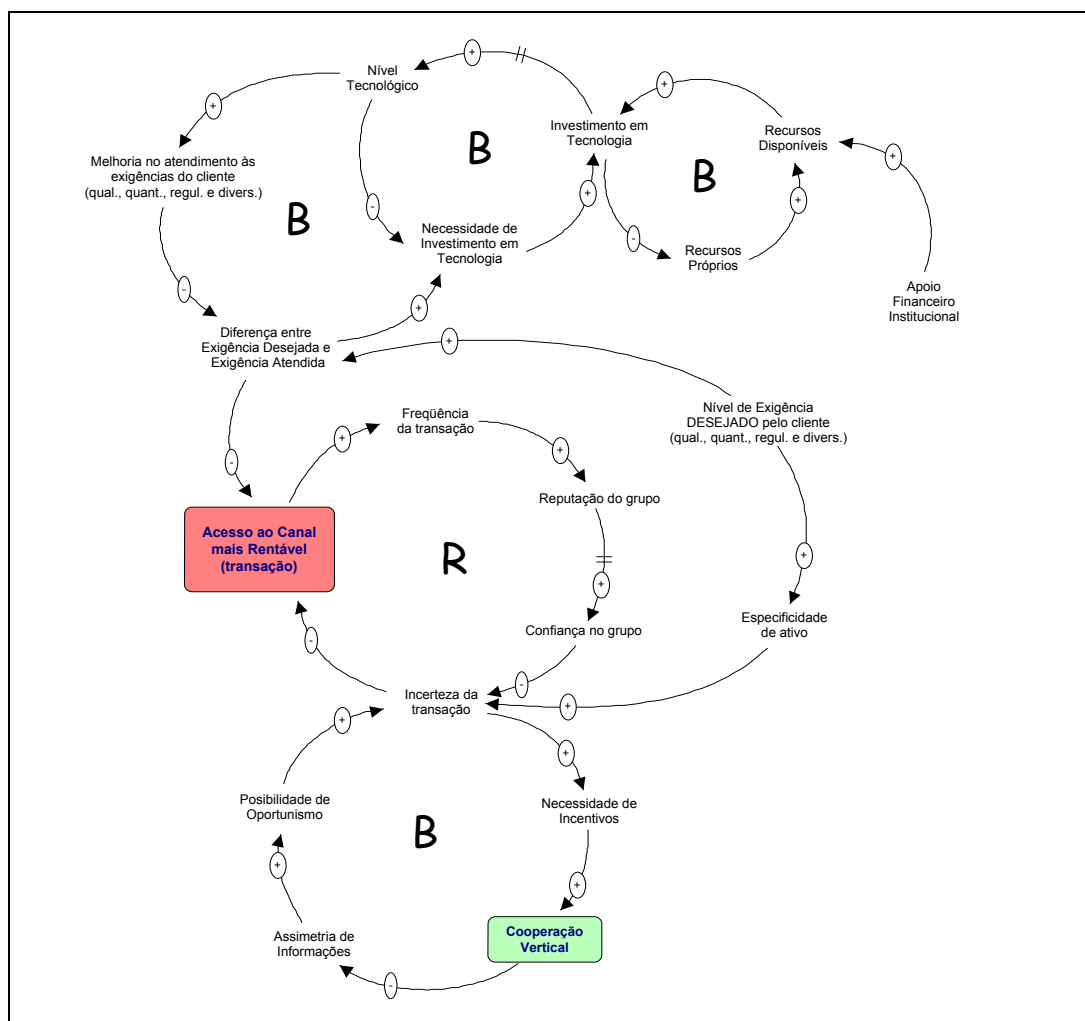 +
+
Nível
Tecnológico
+
Investimento em
Tecnologia
Recursos
Disponíveis
+
B
B
+
Melhoria no atendimento às
exigências do cliente
(qual., quant., regul. e divers.)
B
-
+
+
B
Necessidade de
Investimento em
Tecnologia
-
Recursos
Próprios
-
Apoio
Financeiro
Institucional
+
Diferença entre
Exigência Desejada e
Exigência Atendida
+
Nível de Exigência
DESEJADO pelo cliente
(qual., quant., regul. e divers.)
Freqüência
da transação
+
+
-
Reputação do grupo
Acesso ao Canal
mais Rentável
(transação)
R
+
+
Confiança no grupo
Especificidade
de ativo
-
-
Incerteza da
transação
+
+
+
Posibilidade de
Oportunismo
Necessidade de
Incentivos
B
+
+
Assimetria de
Informações
Cooperação
Vertical
-